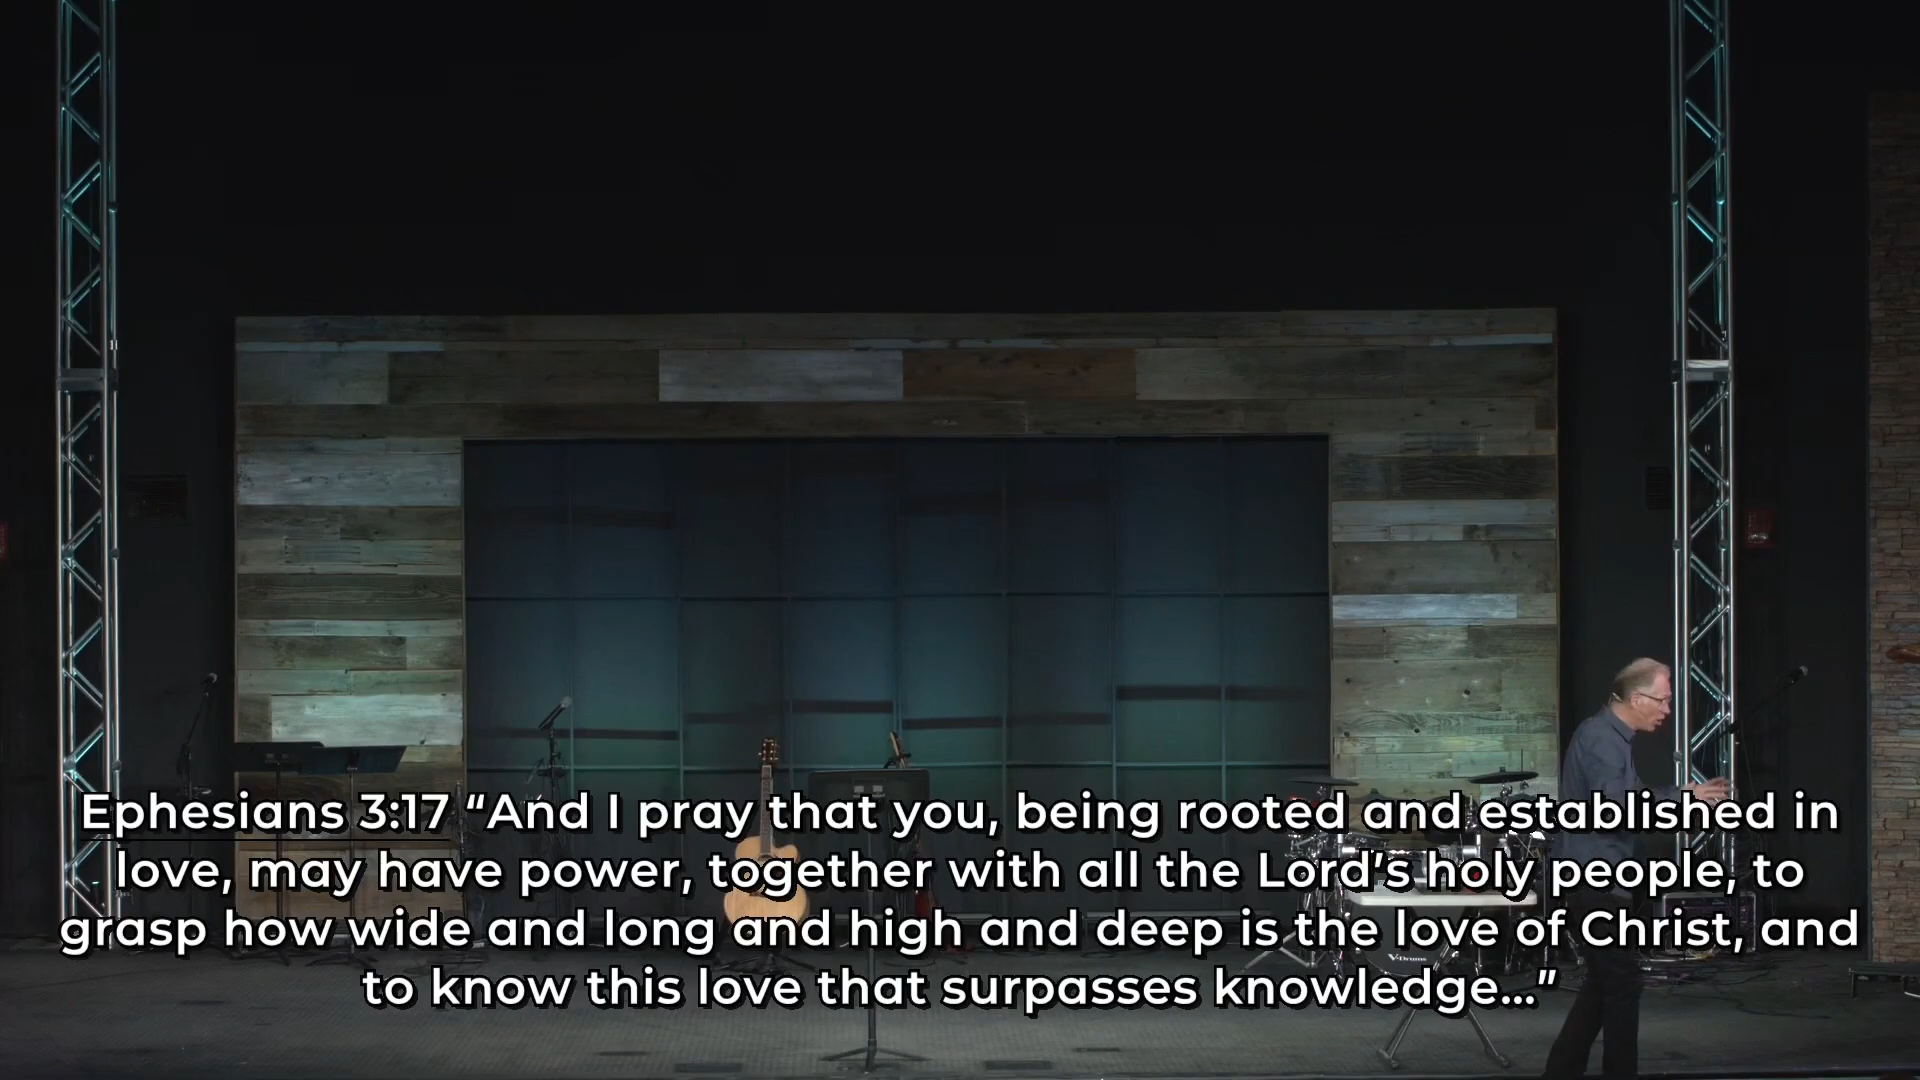 Ephesians 3:17 “And I pray that you, being rooted and established in
love, may have power, together with all the Lord’s holy people, to
grasp how wide and long and high and deep is the love of Christ, and
to know this love that surpasses knowledge...”
V-Drums